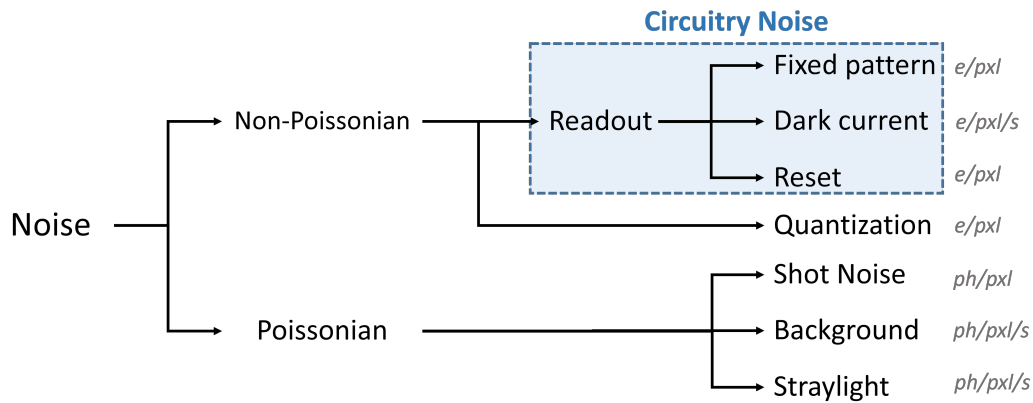 Circuitry Noise
Fixed pattern e/pxl
Non-Poissonian Readout Dark current e/pxl/s
Reset e/pxl
Noise Quantization e/pxl
Shot Noise ph/pxl
Poissonian Background ph/pxl/s
Straylight ph/pxl/s